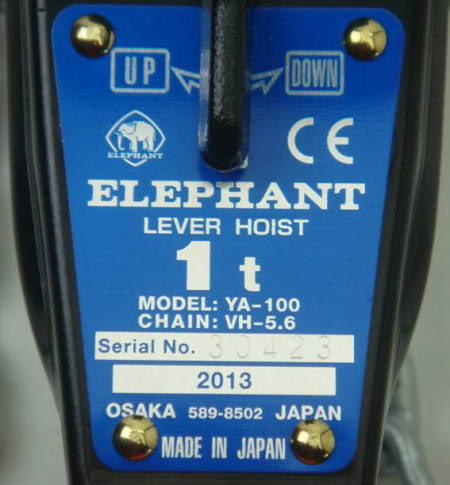 UP DOWN
ELEPHANT
CE
ELEPHANT
LEVER HOIST
1 t
MODEL: YA-100
CHAIN: VH-5.6
Serial No. 30423
2013
OSAKA 589-8502 JAPAN
MADE IN JAPAN